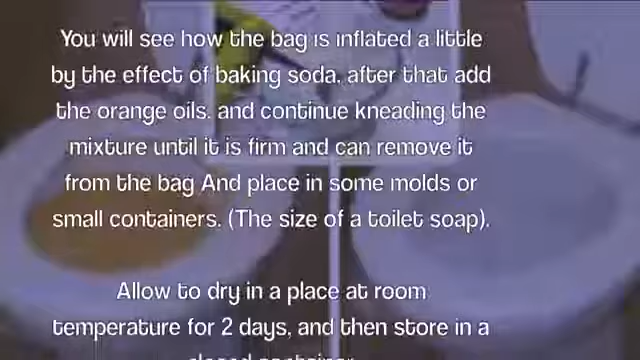 You will see how the bag is inflated a little
by the effect of baking soda, after that add
the orange oils. and continue kneading the
mixture until it is firm and can remove it
from the bag And place in some molds or
small containers. (The size of a toilet soap).
Allow to dry in a place at room
temperature for 2 days, and then store in a
closed container